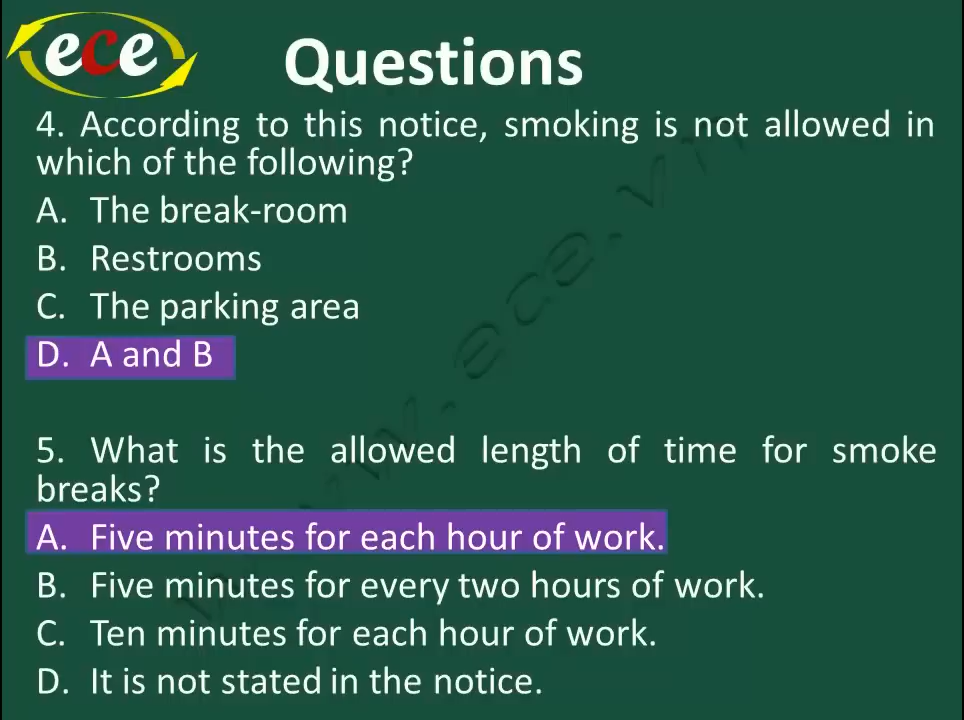 ece
Questions
4. According to this notice, smoking is not allowed in
which of the following?
A. The break-room
B. Restrooms
C. The parking area
D. A and B
5. What is the allowed length of time for smoke
breaks?
A. Five minutes for each hour of work.
B. Five minutes for every two hours of work.
C. Ten minutes for each hour of work.
D. It is not stated in the notice.
www.ece.vn